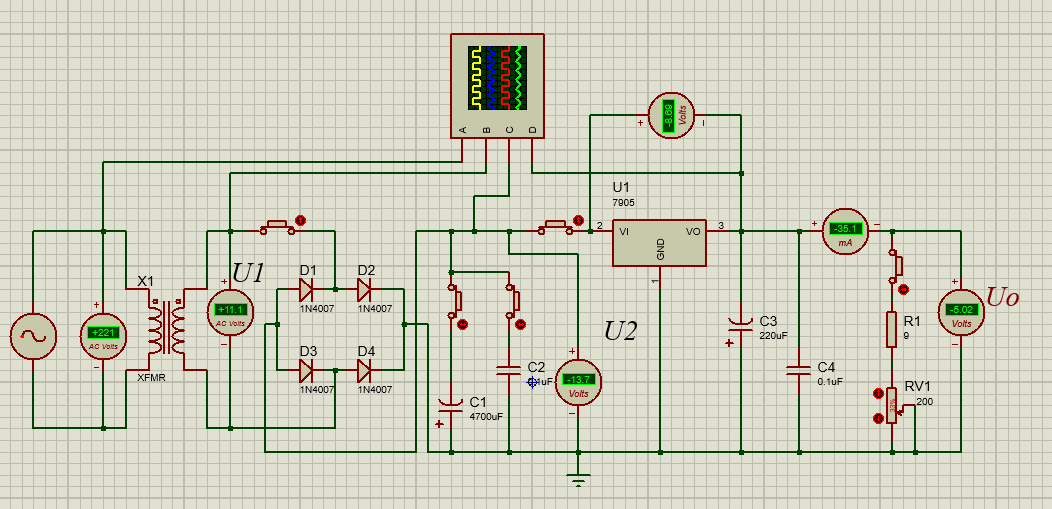 A B C D
-8.69
Volts
+ -
U1
7905
2 VI VO 3
GND
1
+ -
-35.1
mA
X1
XFMR
+
+221
AC Volts
-
U1
+
+11.1
AC Volts
-
D1
1N4007
D2
1N4007
D3
1N4007
D4
1N4007
C1
4700uF
+
C2
0.1uF
U2
+
-13.7
Volts
-
C3
220uF
+
C4
0.1uF
R1
9
RV1
200
Uo
+
-5.02
Volts
-